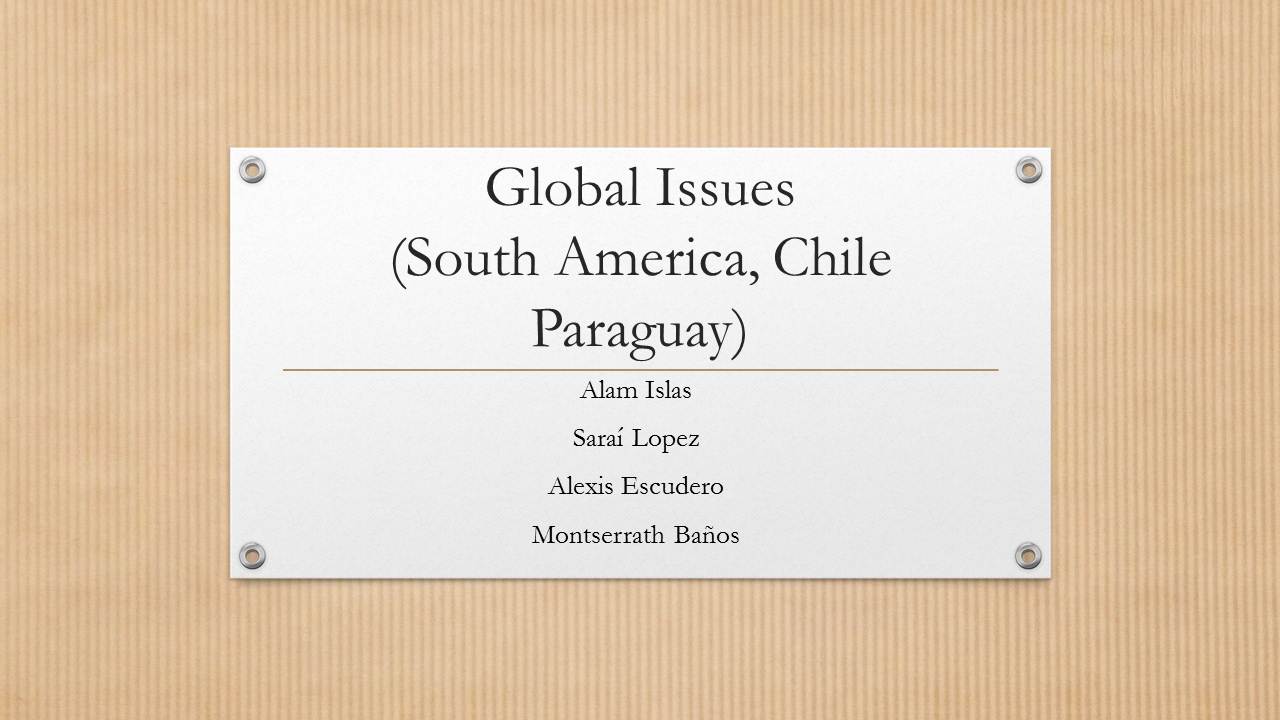 Global Issues
(South America, Chile
Paraguay)
Alam Islas
Saraí Lopez
Alexis Escudero
Montserrath Baños